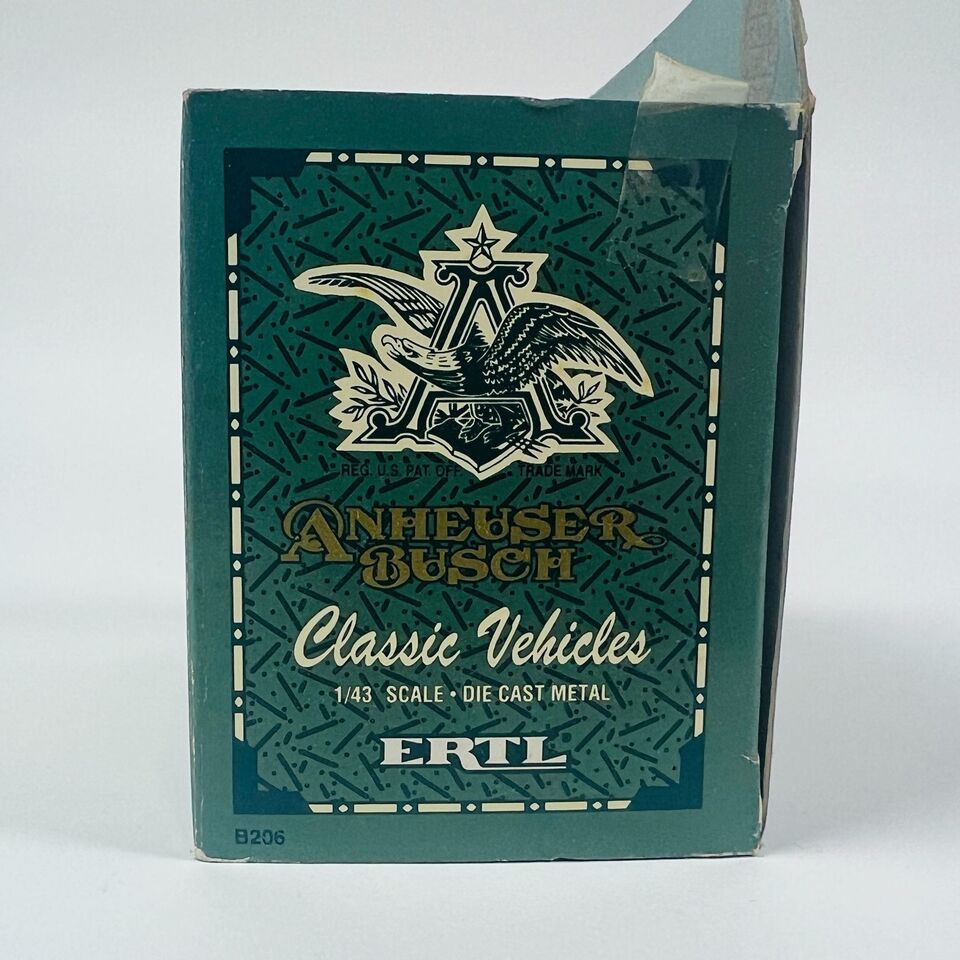 A
REG. U.S. PAT. OFF. TRADE MARK
ANHEUSER
BUSCH
Classic Vehicles
1/43 SCALE • DIE CAST METAL
ERTL
B206